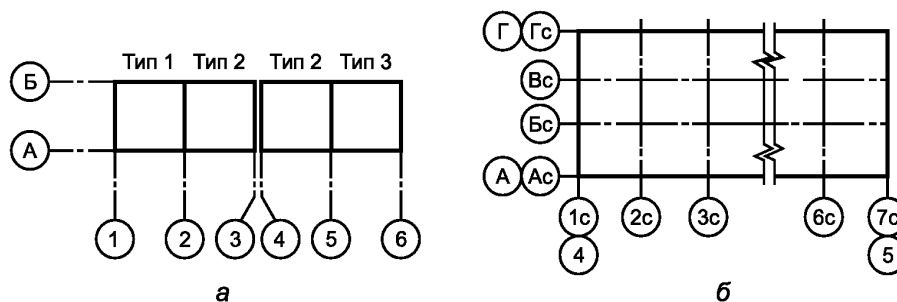 Тип 1 Тип 2 Тип 2 Тип 3
Б
А
1 2 3 4 5 6
а
Г Гс
Вс
Бс
А Ас
1с 2с 3с 6с 7с
4 5
б